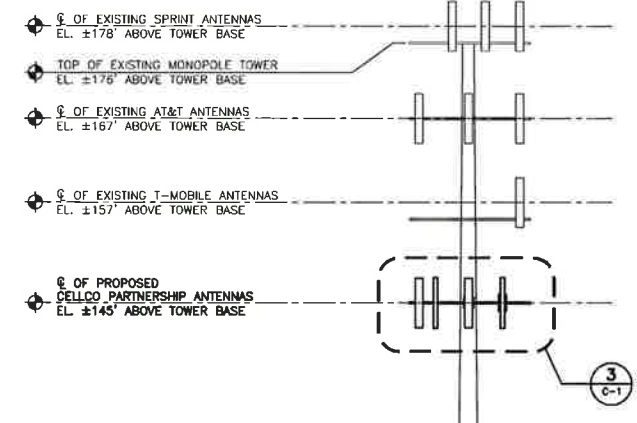 ℄ OF EXISTING SPRINT ANTENNAS
EL. ±178' ABOVE TOWER BASE
TOP OF EXISTING MONOPOLE TOWER
EL. ±176' ABOVE TOWER BASE
℄ OF EXISTING AT&T ANTENNAS
EL. ±167' ABOVE TOWER BASE
℄ OF EXISTING T-MOBILE ANTENNAS
EL. ±157' ABOVE TOWER BASE
℄ OF PROPOSED
CELLCO PARTNERSHIP ANTENNAS
EL. ±145' ABOVE TOWER BASE
3
C-1